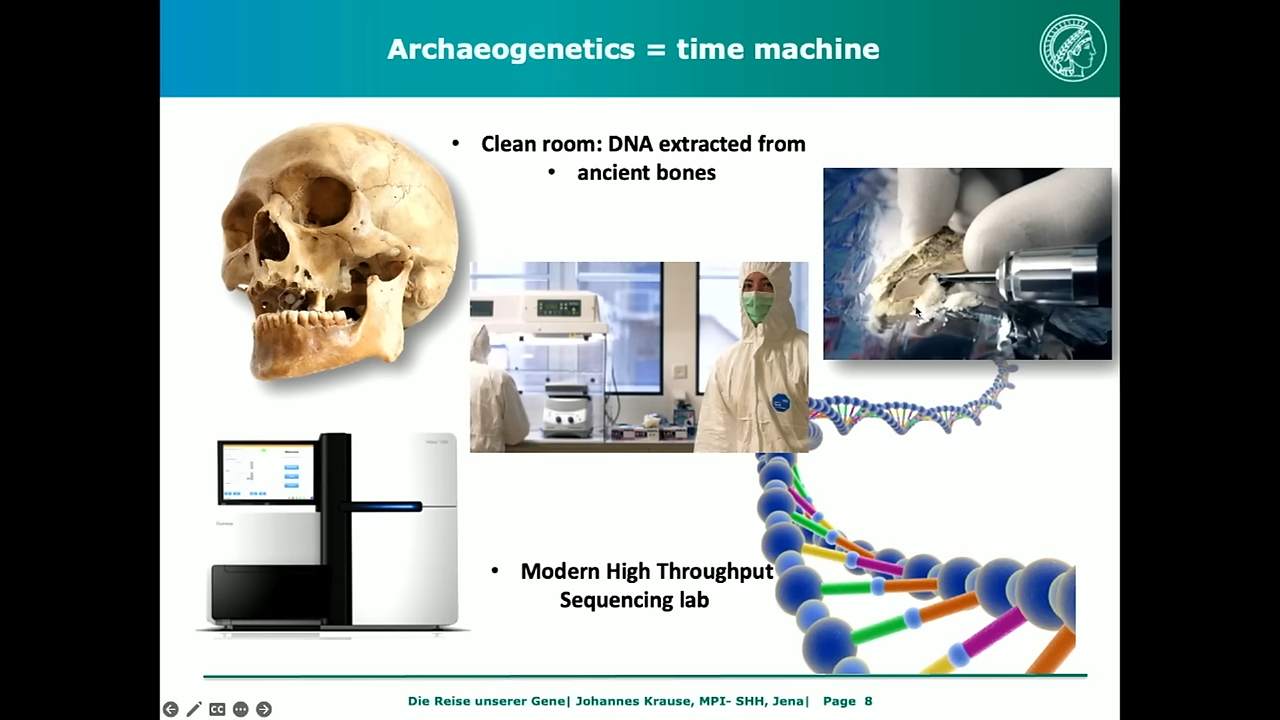 Archaeogenetics = time machine
• Clean room: DNA extracted from
• ancient bones
• Modern High Throughput
Sequencing lab
Die Reise unserer Gene| Johannes Krause, MPI- SHH, Jena| Page 8
CC